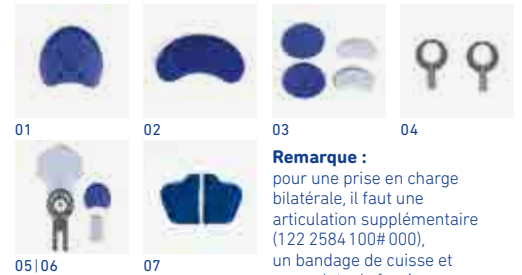 01
02
03
04
05|06
07
Remarque :
pour une prise en charge
bilatérale, il faut une
articulation supplémentaire
(122 2584 100# 000),
un bandage de cuisse et